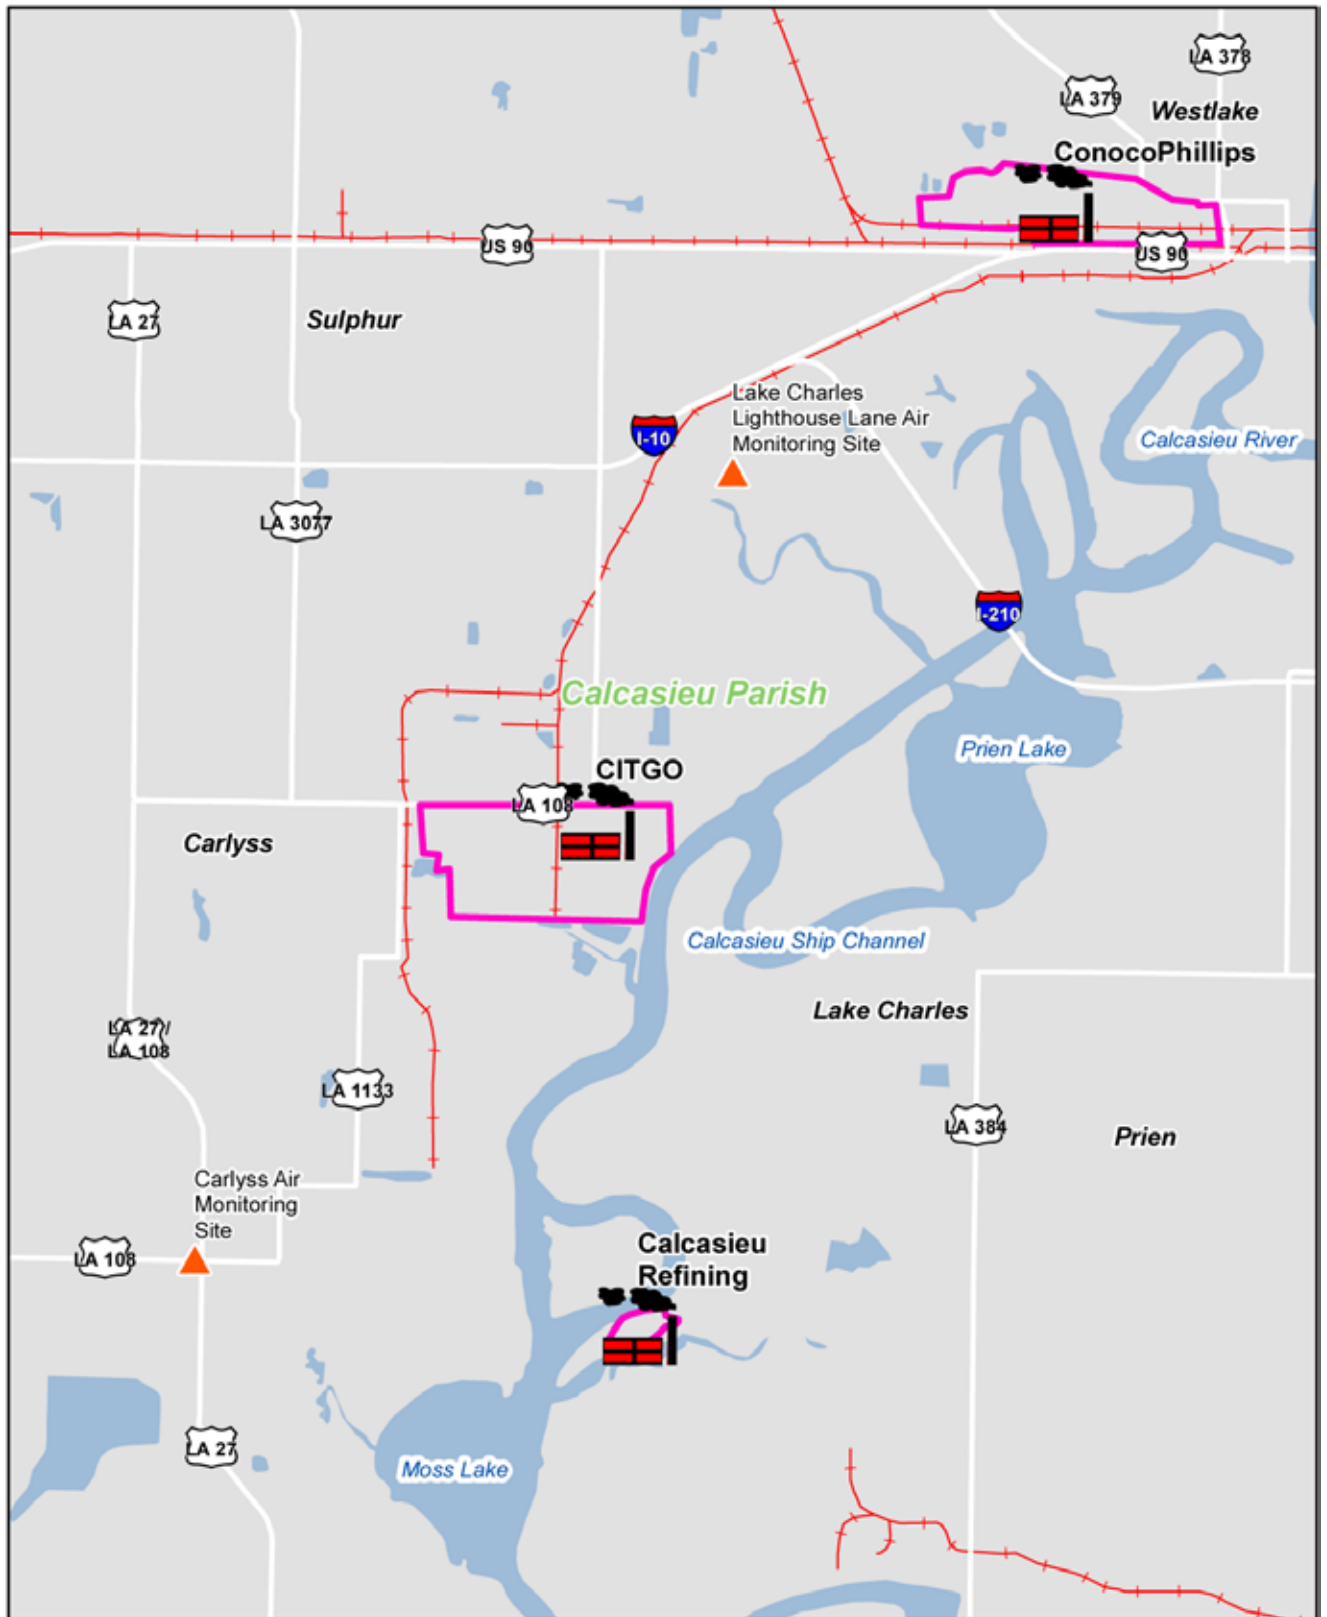 LA 378
LA 379
Westlake
ConocoPhillips
US 90
US 90
LA 27
Sulphur
Lake Charles
Lighthouse Lane Air
Monitoring Site
I-10
Calcasieu River
LA 3077
I-210
Calcasieu Parish
Prien Lake
CITGO
LA 108
Carlyss
Calcasieu Ship Channel
Lake Charles
LA 27/
LA 108
LA 1133
LA 384
Prien
Carlyss Air
Monitoring
Site
LA 108
Calcasieu
Refining
LA 27
Moss Lake